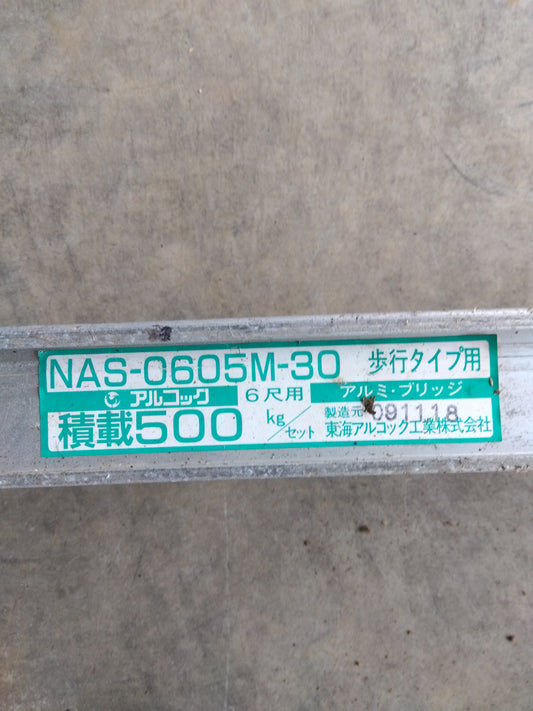 NAS-0605M-30 歩行タイプ用
アルコック 6尺用 アルミ・ブリッジ
積載500kg/セット 製造元 091118
東海アルコック工業株式会社